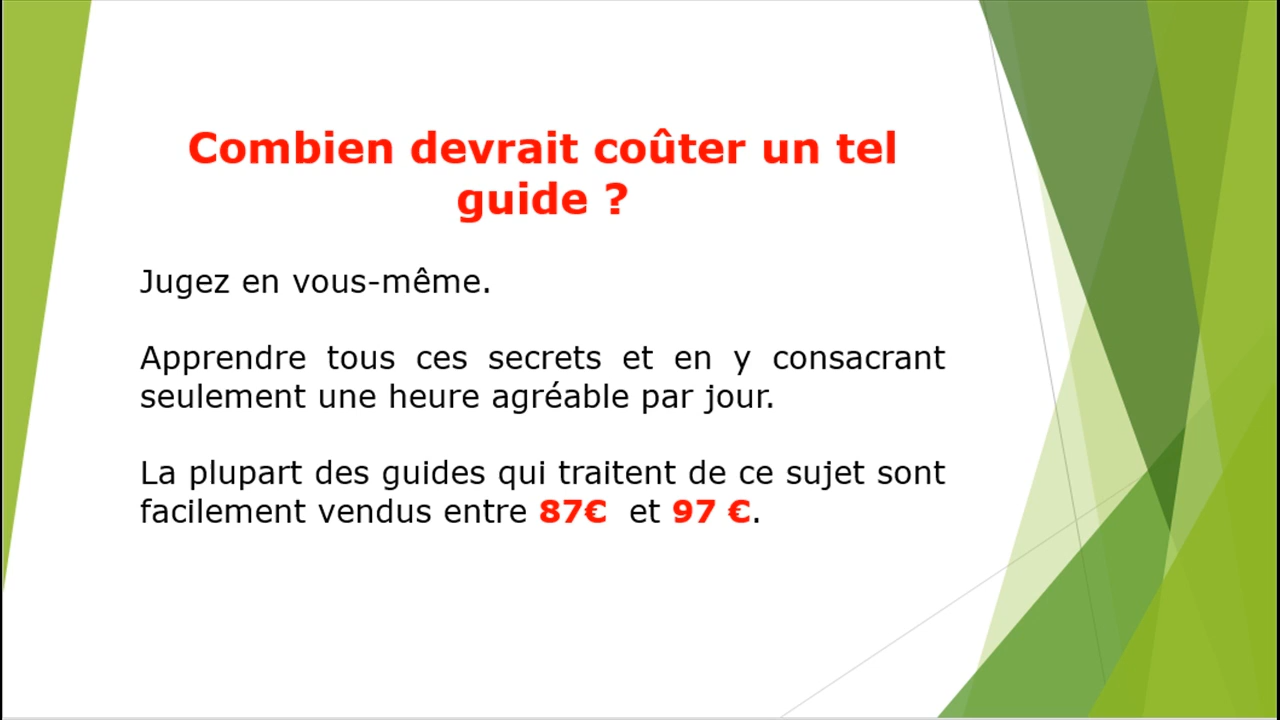 Combien devrait coûter un tel
guide ?
Jugez en vous-même.
Apprendre tous ces secrets et en y consacrant
seulement une heure agréable par jour.
La plupart des guides qui traitent de ce sujet sont
facilement vendus entre 87€ et 97 €.